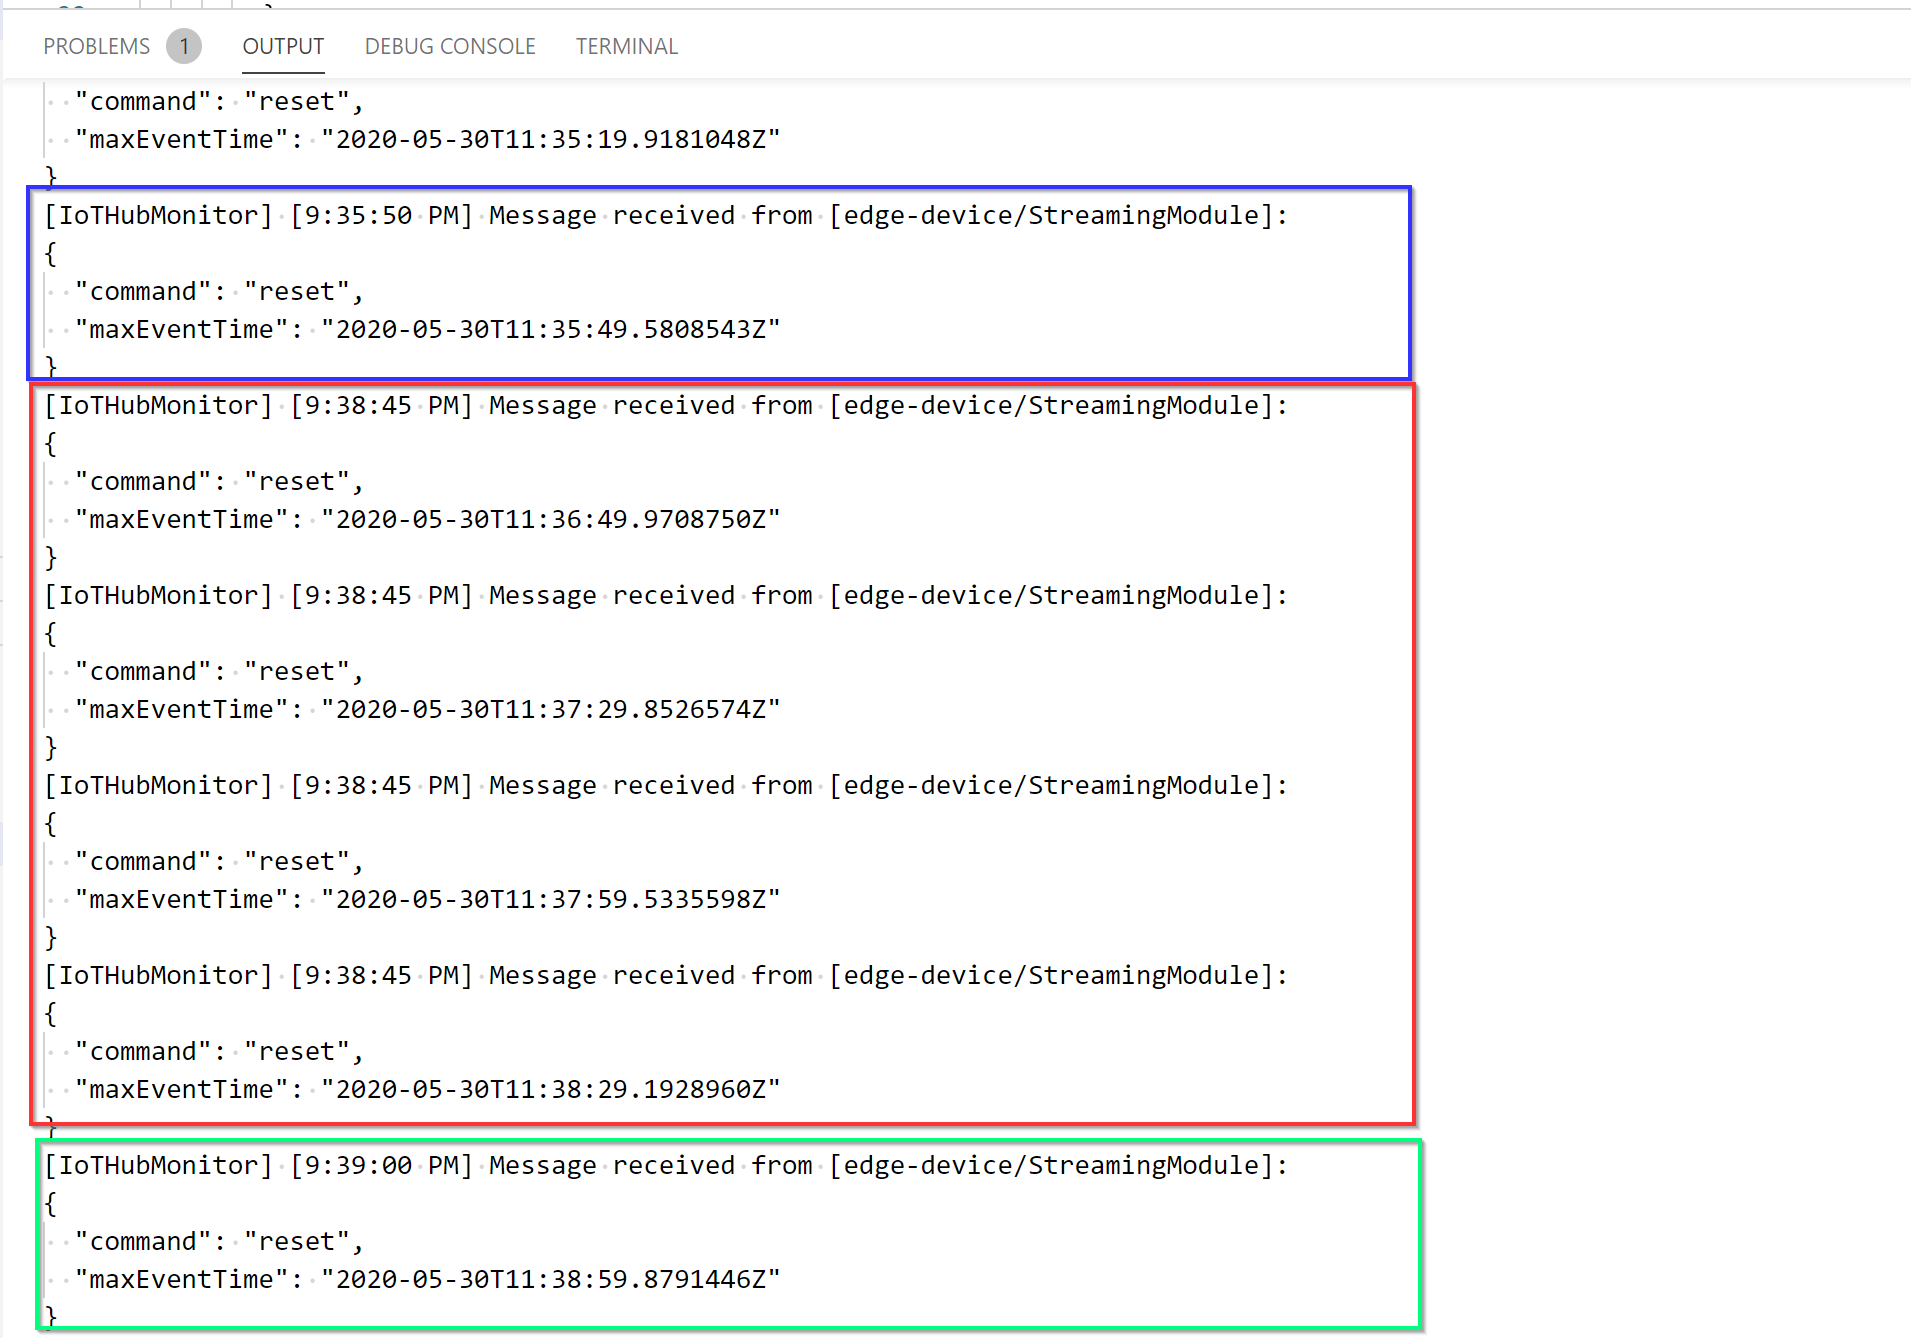 PROBLEMS 1 OUTPUT DEBUG CONSOLE TERMINAL
"command": "reset",
"maxEventTime": "2020-05-30T11:35:19.9181048Z"
}
[IoTHubMonitor] [9:35:50 PM] Message received from [edge-device/StreamingModule]:
{
"command": "reset",
"maxEventTime": "2020-05-30T11:35:49.5808543Z"
}
[IoTHubMonitor] [9:38:45 PM] Message received from [edge-device/StreamingModule]:
{
"command": "reset",
"maxEventTime": "2020-05-30T11:36:49.9708750Z"
}
[IoTHubMonitor] [9:38:45 PM] Message received from [edge-device/StreamingModule]:
{
"command": "reset",
"maxEventTime": "2020-05-30T11:37:29.8526574Z"
}
[IoTHubMonitor] [9:38:45 PM] Message received from [edge-device/StreamingModule]:
{
"command": "reset",
"maxEventTime": "2020-05-30T11:37:59.5335598Z"
}
[IoTHubMonitor] [9:38:45 PM] Message received from [edge-device/StreamingModule]:
{
"command": "reset",
"maxEventTime": "2020-05-30T11:38:29.1928960Z"
}
[IoTHubMonitor] [9:39:00 PM] Message received from [edge-device/StreamingModule]:
{
"command": "reset",
"maxEventTime": "2020-05-30T11:38:59.8791446Z"
}